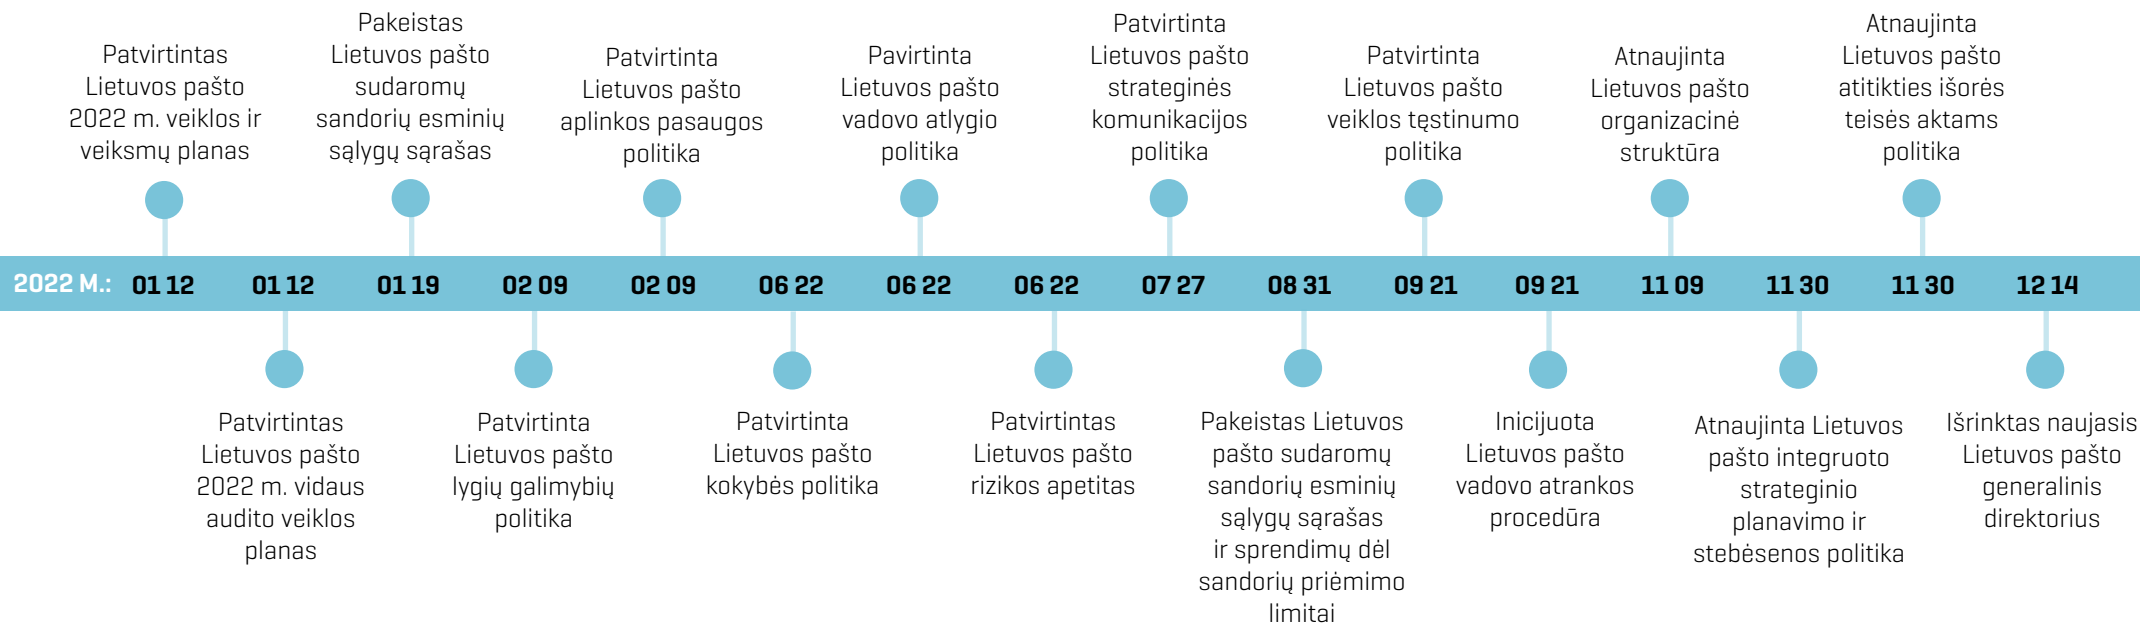 Patvirtintas
Lietuvos pašto
2022 m. veiklos ir
veiksmų planas
Pakeistas
Lietuvos pašto
sudaromų
sandorių esminių
sąlygų sąrašas
Patvirtinta
Lietuvos pašto
aplinkos pasaugos
politika
Pavirtinta
Lietuvos pašto
vadovo atlygio
politika
Patvirtinta
Lietuvos pašto
strateginės
komunikacijos
politika
Patvirtinta
Lietuvos pašto
veiklos tęstinumo
politika
Atnaujinta
Lietuvos pašto
organizacinė
struktūra
Atnaujinta
Lietuvos pašto
atitikties išorės
teisės aktams
politika
2022 M.: 01 12 01 12 01 19 02 09 02 09 06 22 06 22 06 22 07 27 08 31 09 21 09 21 11 09 11 30 11 30 12 14
Patvirtintas
Lietuvos pašto
2022 m. vidaus
audito veiklos
planas
Patvirtinta
Lietuvos pašto
lygių galimybių
politika
Patvirtinta
Lietuvos pašto
kokybės politika
Patvirtintas
Lietuvos pašto
rizikos apetitas
Pakeistas Lietuvos
pašto sudaromų
sandorių esminių
sąlygų sąrašas
ir sprendimų dėl
sandorių priėmimo
limitai
Inicijuota
Lietuvos pašto
vadovo atrankos
procedūra
Atnaujinta Lietuvos
pašto integruoto
strateginio
planavimo ir
stebėsenos politika
Išrinktas naujasis
Lietuvos pašto
generalinis
direktorius